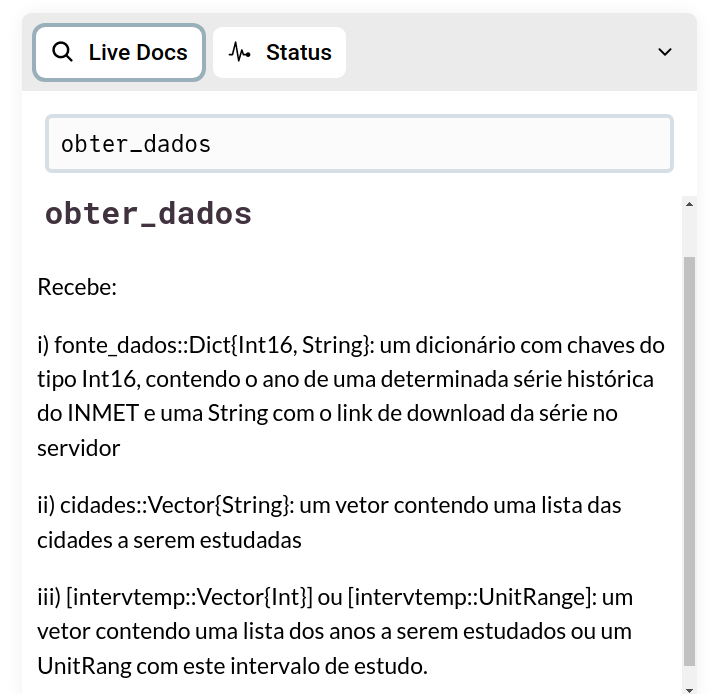 Live Docs
Status
obter_dados
obter_dados
Recebe:
i) fonte_dados::Dict{Int16, String}: um dicionário com chaves do
tipo Int16, contendo o ano de uma determinada série histórica
do INMET e uma String com o link de download da série no
servidor
ii) cidades::Vector{String}: um vetor contendo uma lista das
cidades a serem estudadas
iii) [intervtemp::Vector{Int}] ou [intervtemp::UnitRange]: um
vetor contendo uma lista dos anos a serem estudados ou um
UnitRang com este intervalo de estudo.